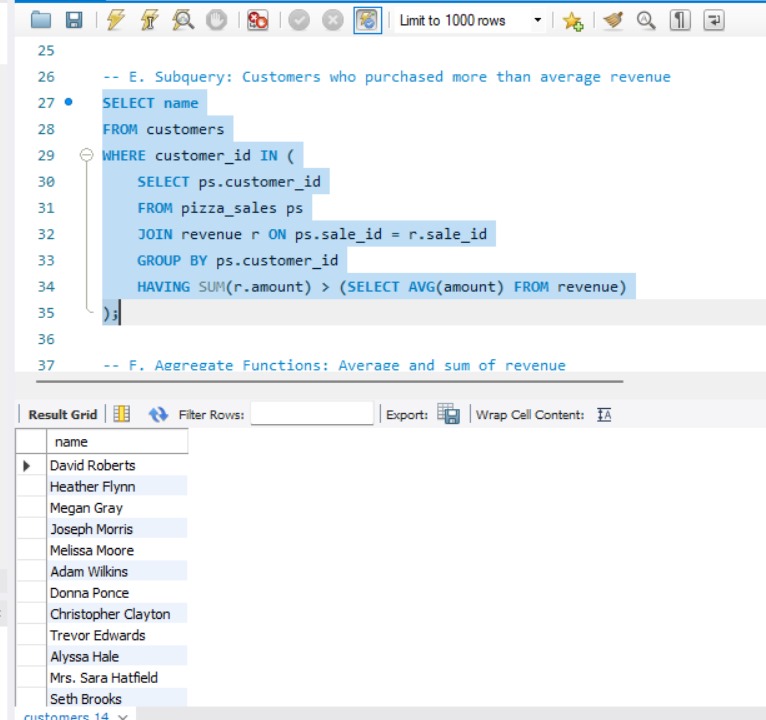 Limit to 1000 rows
25
26 -- E. Subquery: Customers who purchased more than average revenue
27 SELECT name
28 FROM customers
29 WHERE customer_id IN (
30 SELECT ps.customer_id
31 FROM pizza_sales ps
32 JOIN revenue r ON ps.sale_id = r.sale_id
33 GROUP BY ps.customer_id
34 HAVING SUM(r.amount) > (SELECT AVG(amount) FROM revenue)
35 );
36
37 -- F. Aggregate Functions: Average and sum of revenue
Result Grid Filter Rows: Export: Wrap Cell Content: IA
name
David Roberts
Heather Flynn
Megan Gray
Joseph Morris
Melissa Moore
Adam Wilkins
Donna Ponce
Christopher Clayton
Trevor Edwards
Alyssa Hale
Mrs. Sara Hatfield
Seth Brooks
customers 14